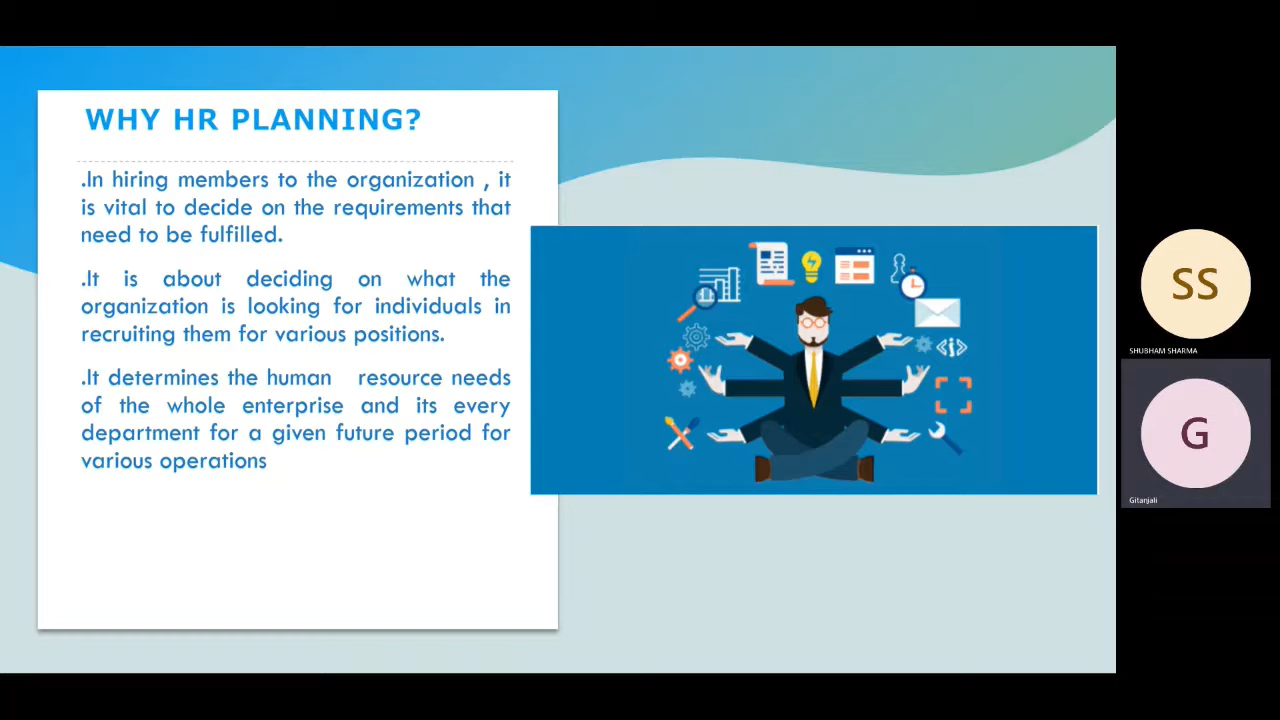 WHY HR PLANNING?
.In hiring members to the organization , it
is vital to decide on the requirements that
need to be fulfilled.
.It is about deciding on what the
organization is looking for individuals in
recruiting them for various positions.
.It determines the human resource needs
of the whole enterprise and its every
department for a given future period for
various operations
SS
SHUBHAM SHARMA
G
Gitanjali